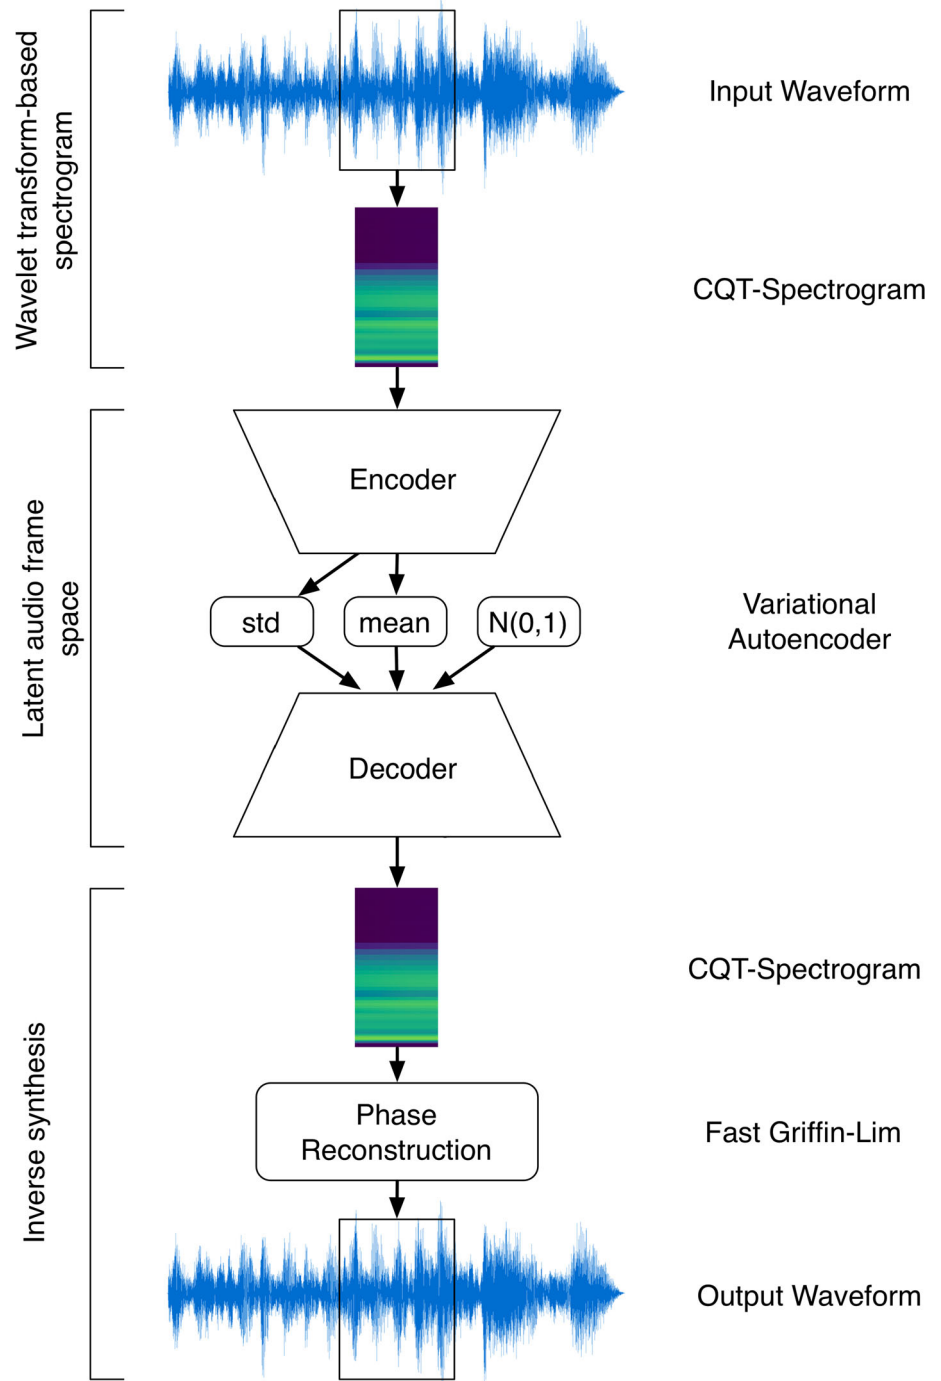 Wavelet transform-based
spectrogram
Input Waveform
CQT-Spectrogram
Latent audio frame
space
Encoder
std
mean
N(0,1)
Variational
Autoencoder
Decoder
Inverse synthesis
CQT-Spectrogram
Phase
Reconstruction
Fast Griffin-Lim
Output Waveform